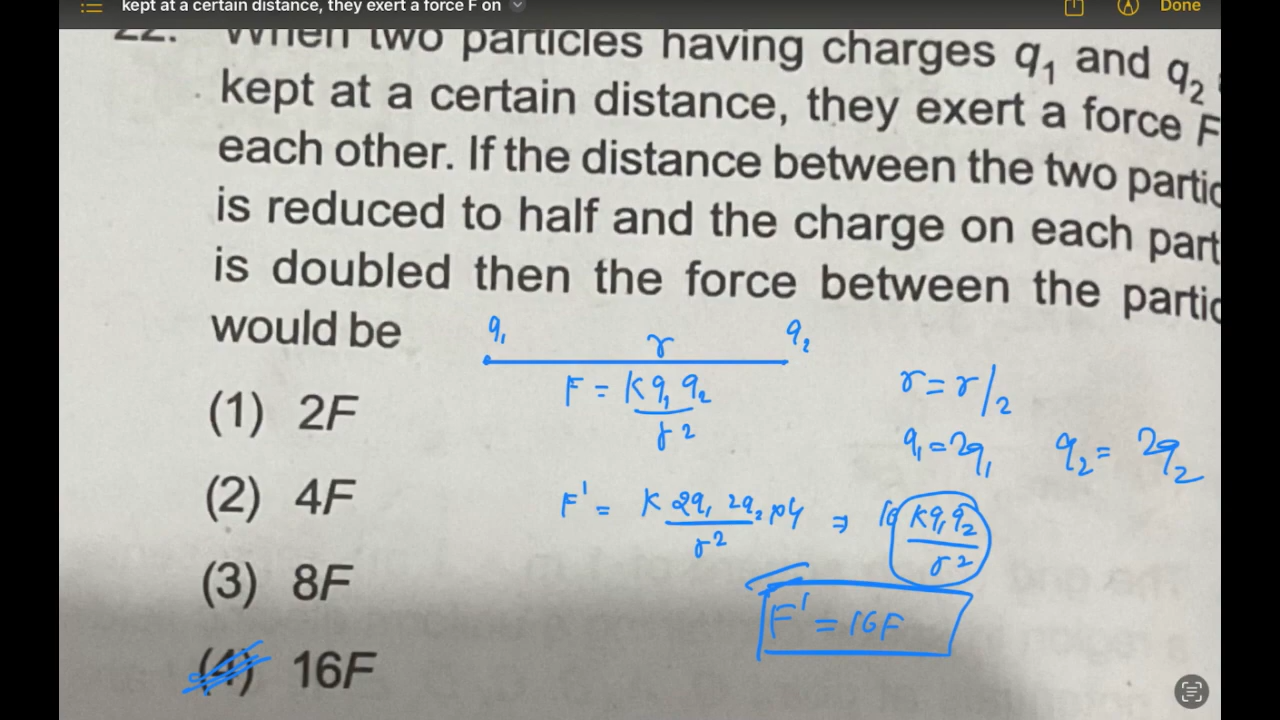 kept at a certain distance, they exert a force F on
Done
22. When two particles having charges q₁ and q₂
kept at a certain distance, they exert a force F
each other. If the distance between the two partic
is reduced to half and the charge on each part
is doubled then the force between the partic
would be
(1) 2F
(2) 4F
(3) 8F
(4) 16F
q₁ r q₂
F = K q₁ q₂ / r²
r = r/2
q₁ = 2q₁ q₂ = 2q₂
F' = K 2q₁ 2q₂ × 4 / r² ⇒ 16 Kq₁q₂ / r²
F' = 16F